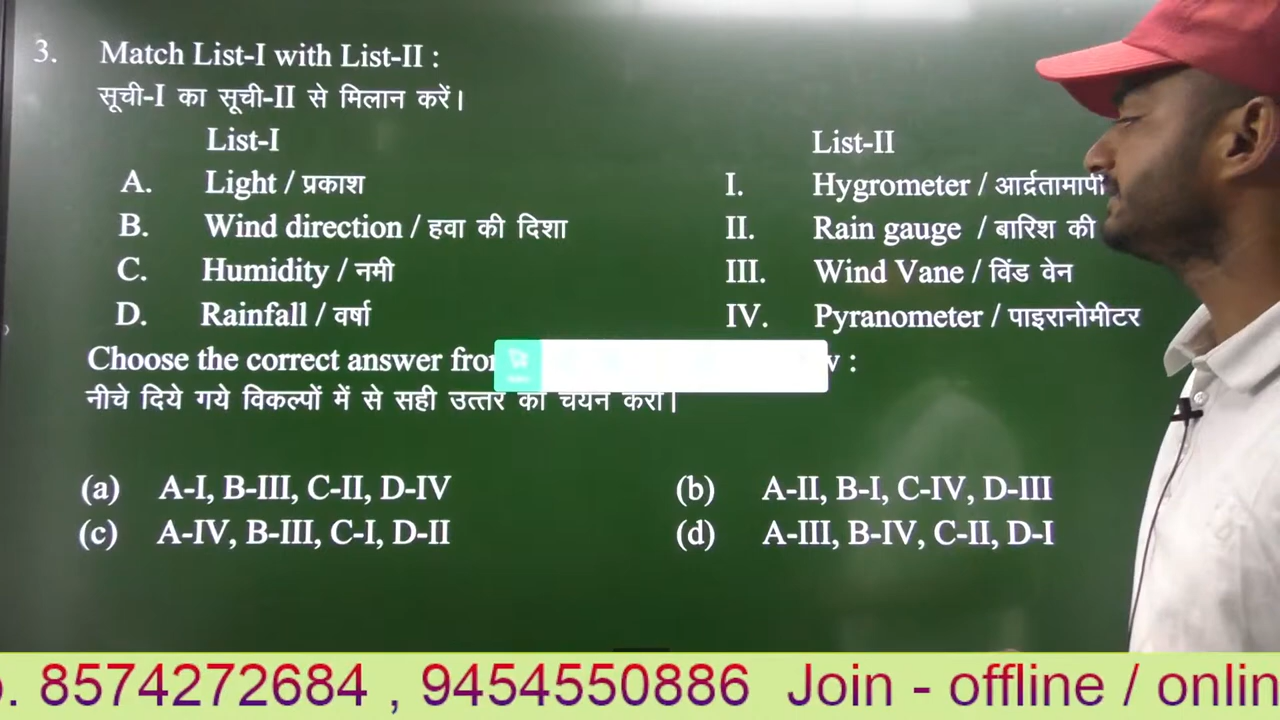 3. Match List-I with List-II :
सूची-I का सूची-II से मिलान करें।
List-I List-II
A. Light / प्रकाश I. Hygrometer / आर्द्रतामापी
B. Wind direction / हवा की दिशा II. Rain gauge / बारिश की
C. Humidity / नमी III. Wind Vane / विंड वेन
D. Rainfall / वर्षा IV. Pyranometer / पाइरानोमीटर
Choose the correct answer :
नीचे दिये गये विकल्पों में से सही उत्तर का चयन करो।
(a) A-I, B-III, C-II, D-IV (b) A-II, B-I, C-IV, D-III
(c) A-IV, B-III, C-I, D-II (d) A-III, B-IV, C-II, D-I
8574272684 , 9454550886 Join - offline /